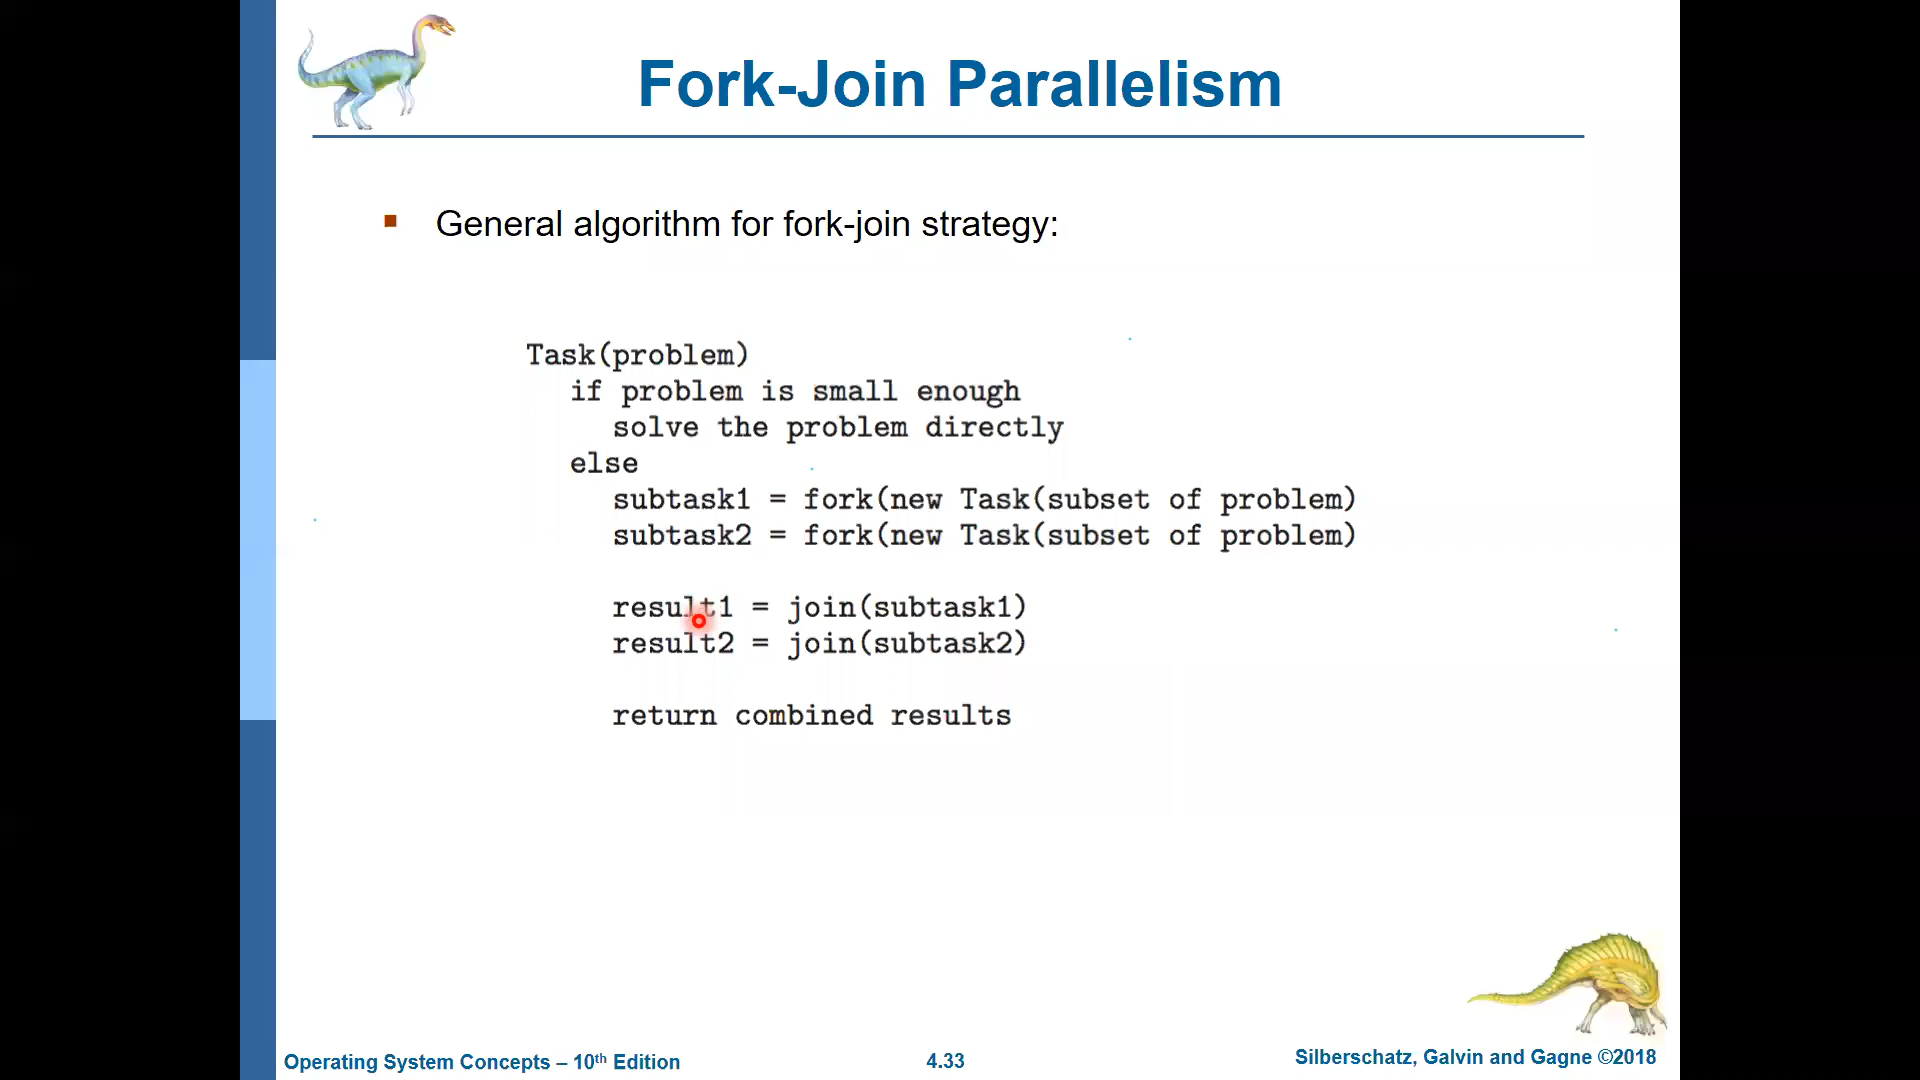 Fork-Join Parallelism
General algorithm for fork-join strategy:
Task(problem)
if problem is small enough
solve the problem directly
else
subtask1 = fork(new Task(subset of problem)
subtask2 = fork(new Task(subset of problem)
result1 = join(subtask1)
result2 = join(subtask2)
return combined results
Operating System Concepts – 10th Edition
4.33
Silberschatz, Galvin and Gagne ©2018